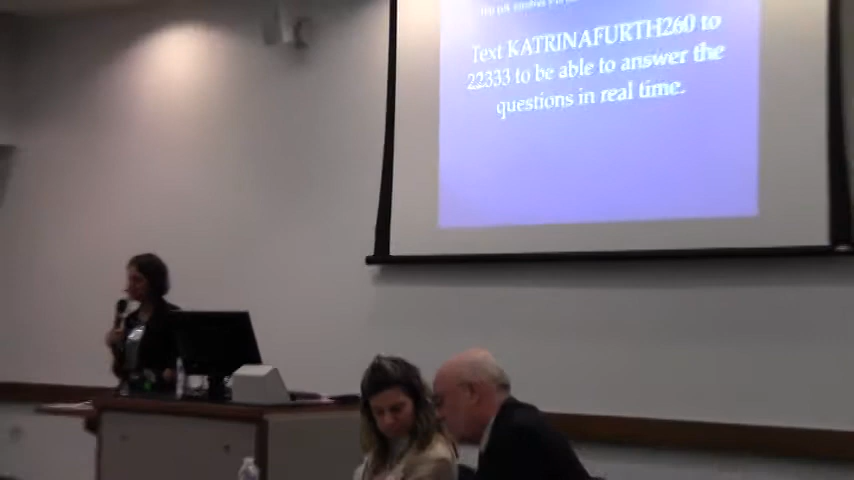 Text KATRINAFURTH260 to
22333 to be able to answer the
questions in real time.